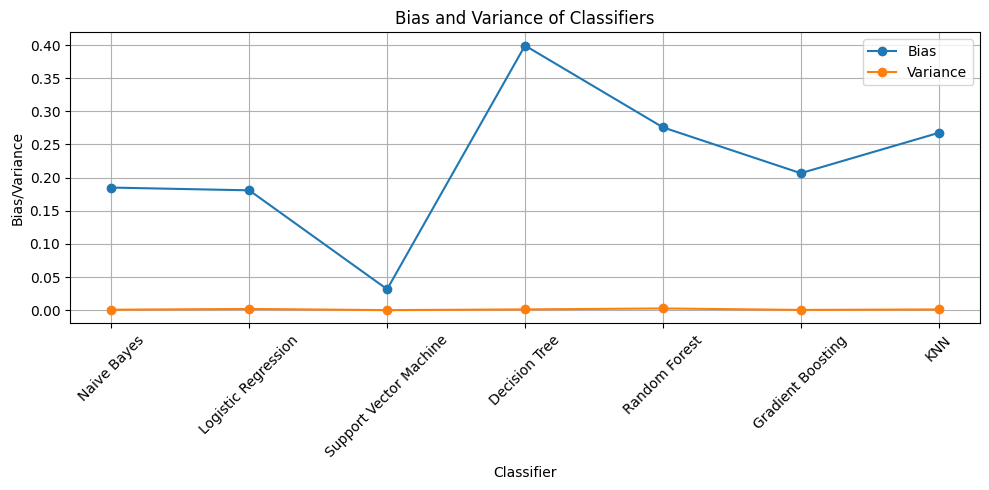 Bias and Variance of Classifiers
Bias
Variance
Bias/Variance
0.40
0.35
0.30
0.25
0.20
0.15
0.10
0.05
0.00
Naive Bayes
Logistic Regression
Support Vector Machine
Decision Tree
Random Forest
Gradient Boosting
KNN
Classifier